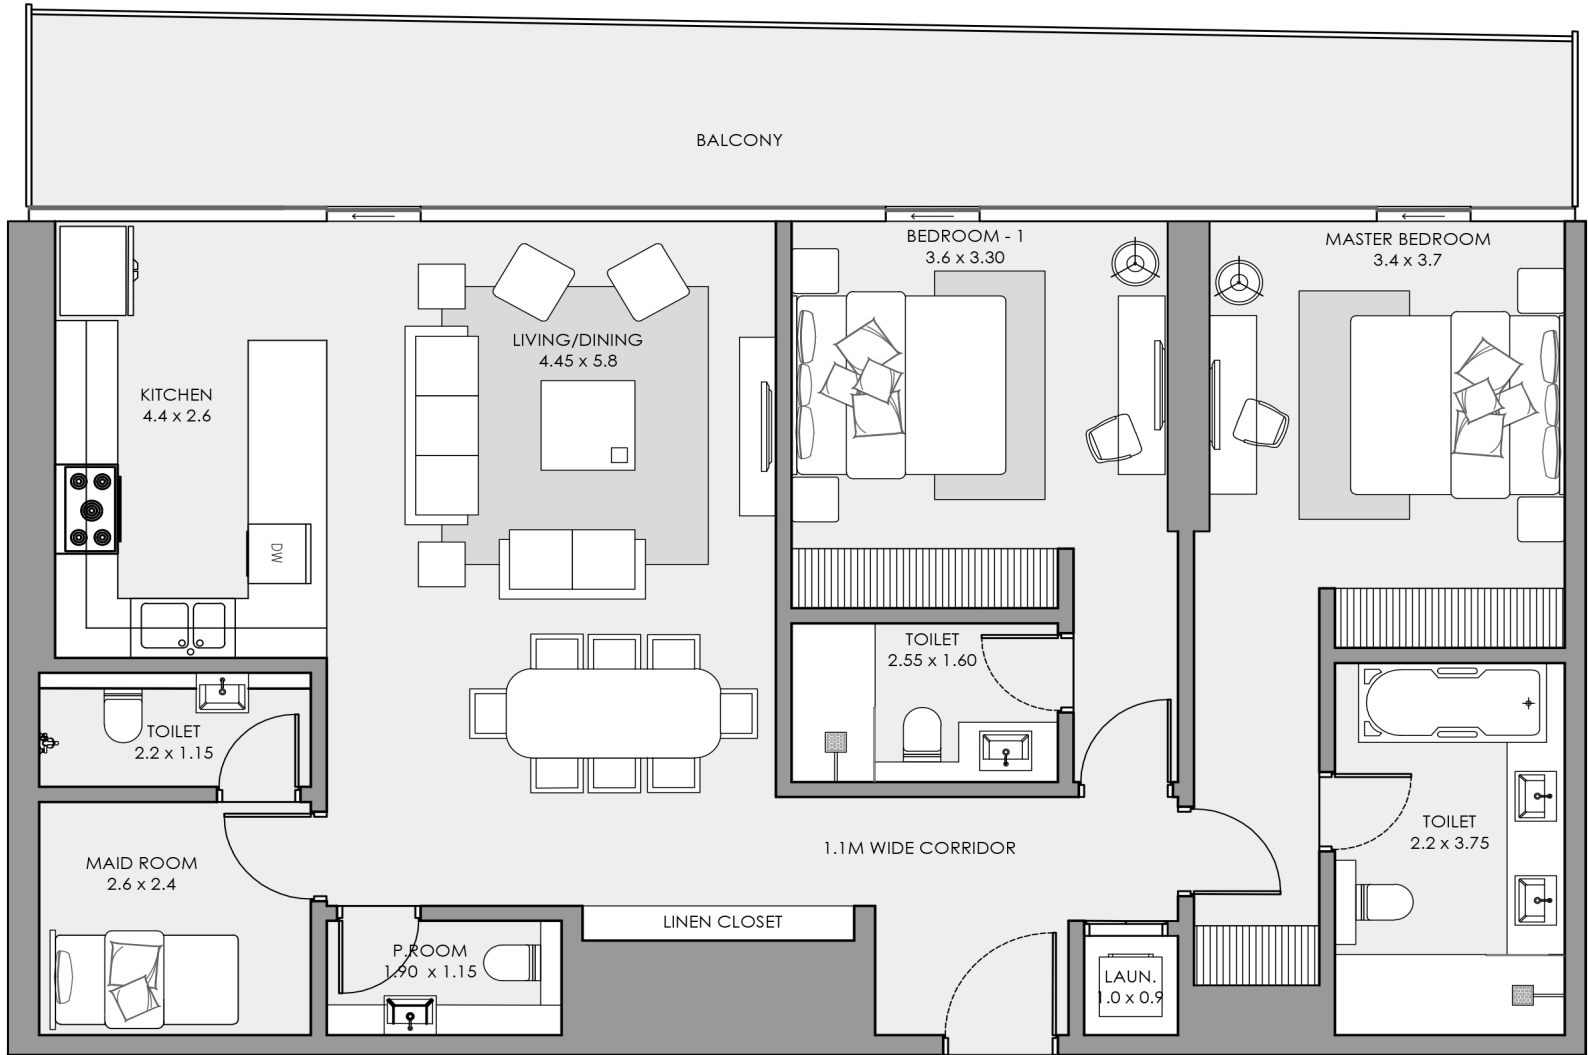 BALCONY
BEDROOM - 1
3.6 x 3.30
MASTER BEDROOM
3.4 x 3.7
LIVING/DINING
4.45 x 5.8
KITCHEN
4.4 x 2.6
DW
TOILET
2.55 x 1.60
TOILET
2.2 x 1.15
TOILET
2.2 x 3.75
1.1M WIDE CORRIDOR
MAID ROOM
2.6 x 2.4
LINEN CLOSET
P.ROOM
1.90 x 1.15
LAUN.
1.0 x 0.9